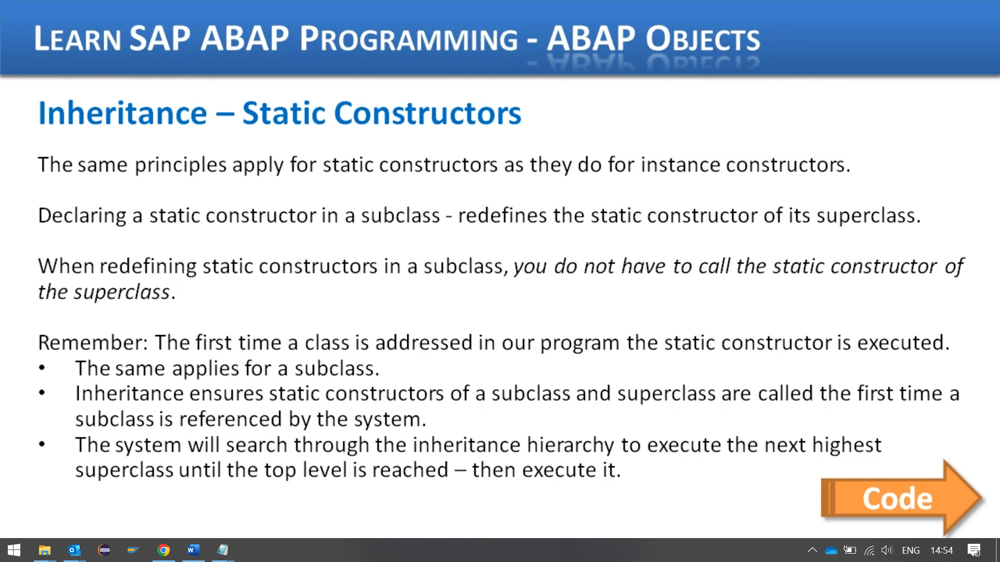 LEARN SAP ABAP PROGRAMMING - ABAP OBJECTS
Inheritance – Static Constructors
The same principles apply for static constructors as they do for instance constructors.
Declaring a static constructor in a subclass - redefines the static constructor of its superclass.
When redefining static constructors in a subclass, you do not have to call the static constructor of
the superclass.
Remember: The first time a class is addressed in our program the static constructor is executed.
• The same applies for a subclass.
• Inheritance ensures static constructors of a subclass and superclass are called the first time a
subclass is referenced by the system.
• The system will search through the inheritance hierarchy to execute the next highest
superclass until the top level is reached – then execute it.
Code
ENG 14:54